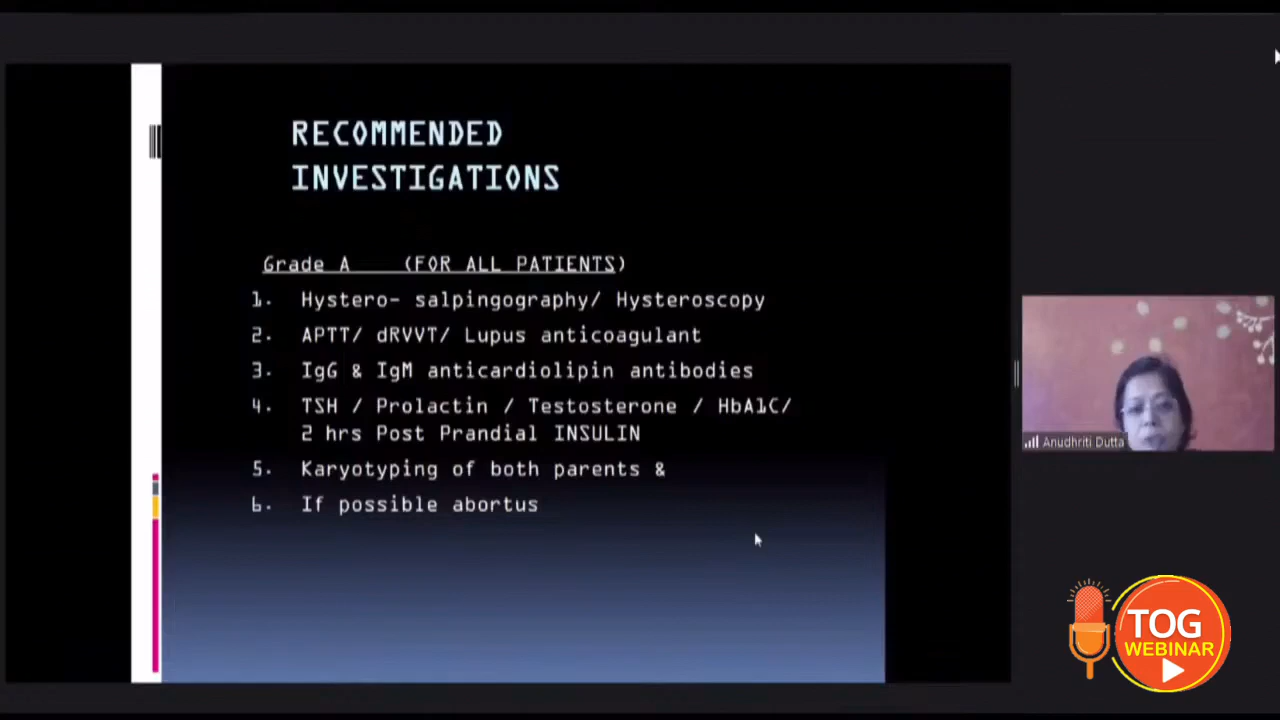 RECOMMENDED
INVESTIGATIONS
Grade A (FOR ALL PATIENTS)
1. Hystero- salpingography/ Hysteroscopy
2. APTT/ dRVVT/ Lupus anticoagulant
3. IgG & IgM anticardiolipin antibodies
4. TSH / Prolactin / Testosterone / HbA1C/
2 hrs Post Prandial INSULIN
5. Karyotyping of both parents &
6. If possible abortus
Anudhriti Dutta
TOG
WEBINAR